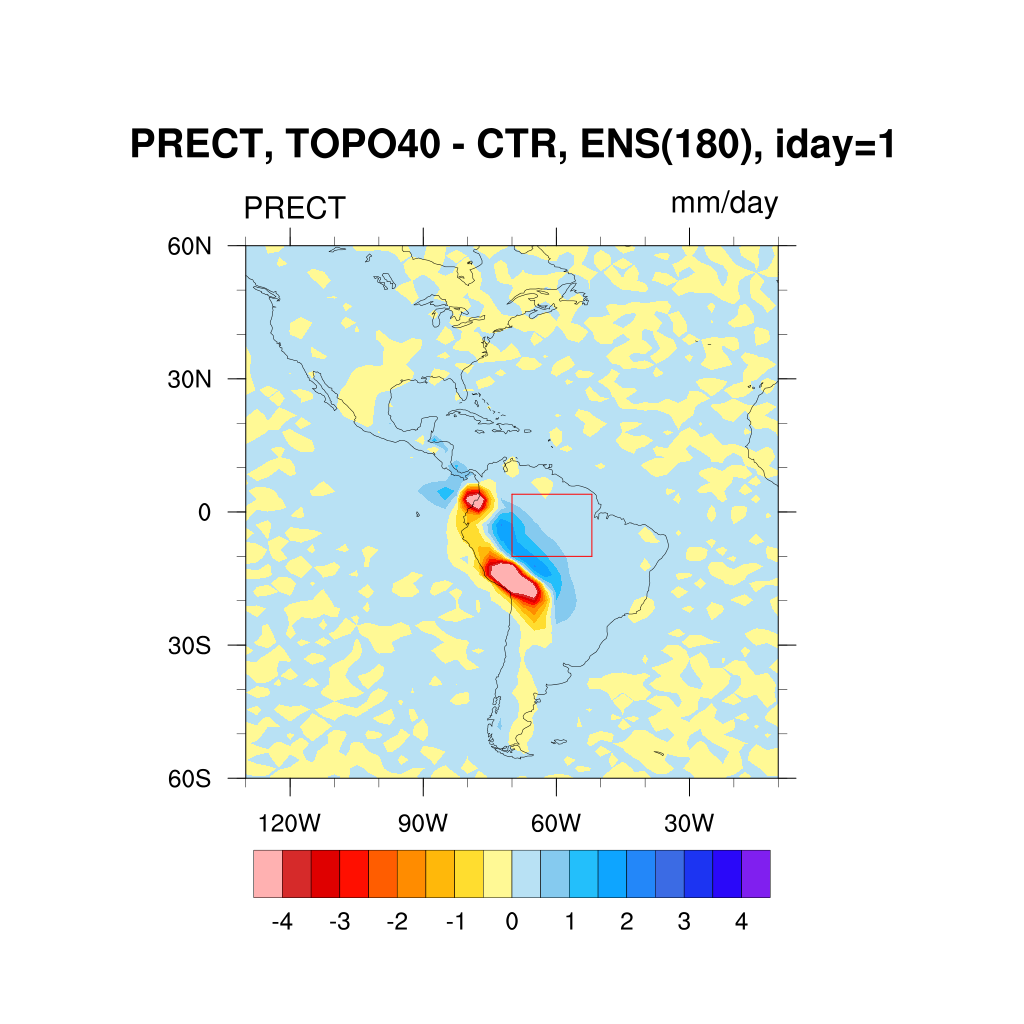 PRECT, TOPO40 - CTR, ENS(180), iday=1
PRECT mm/day
60N
30N
0
30S
60S
120W 90W 60W 30W
-4 -3 -2 -1 0 1 2 3 4